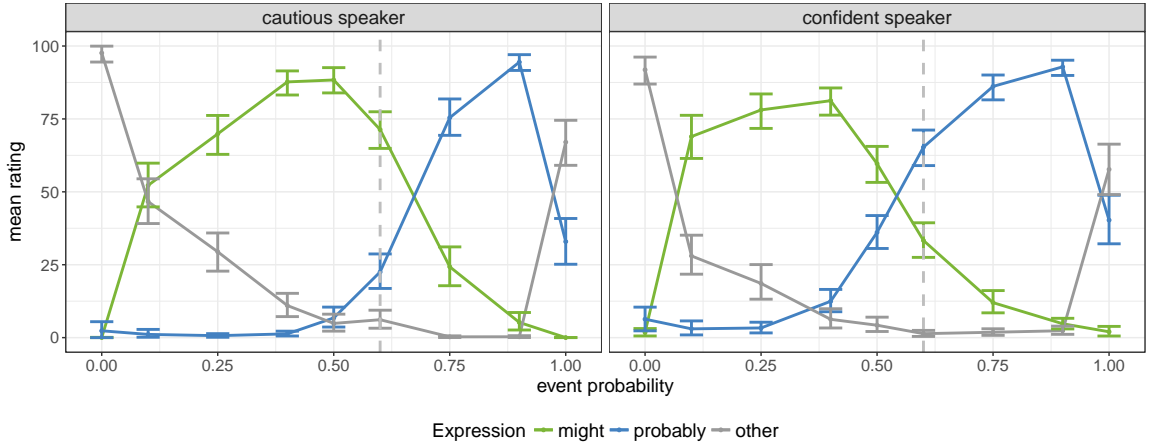 cautious speaker confident speaker
100
75
50
25
0
mean rating
0.00 0.25 0.50 0.75 1.00 0.00 0.25 0.50 0.75 1.00
event probability
Expression might probably other